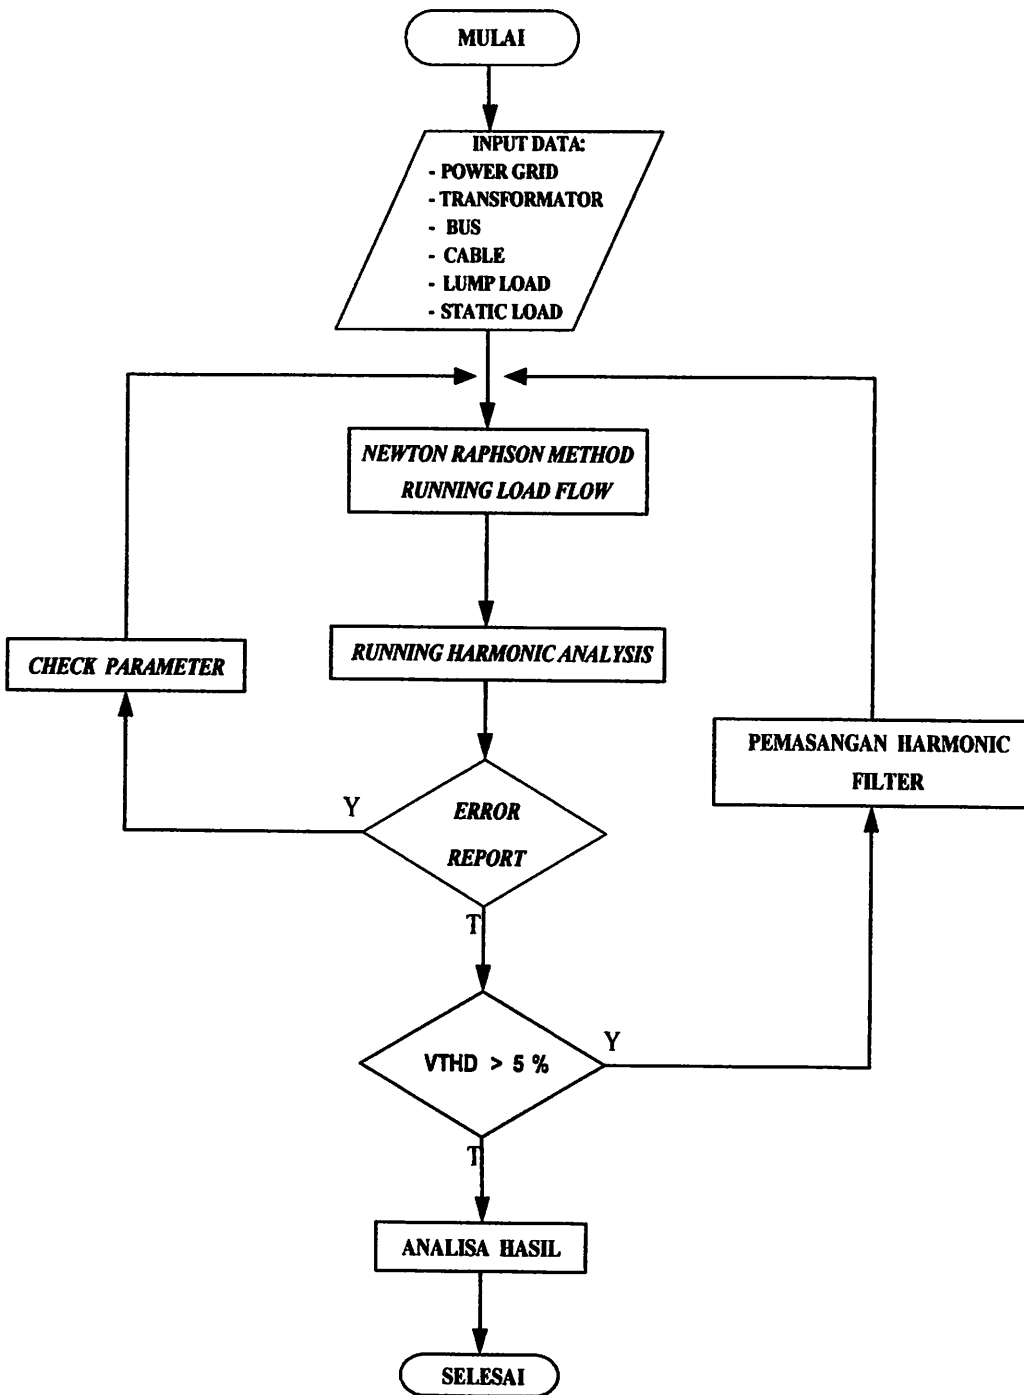 MULAI
INPUT DATA:
- POWER GRID
- TRANSFORMATOR
- BUS
- CABLE
- LUMP LOAD
- STATIC LOAD
NEWTON RAPHSON METHOD
RUNNING LOAD FLOW
RUNNING HARMONIC ANALYSIS
CHECK PARAMETER
PEMASANGAN HARMONIC
FILTER
Y
ERROR
REPORT
T
VTHD > 5 %
Y
T
ANALISA HASIL
SELESAI